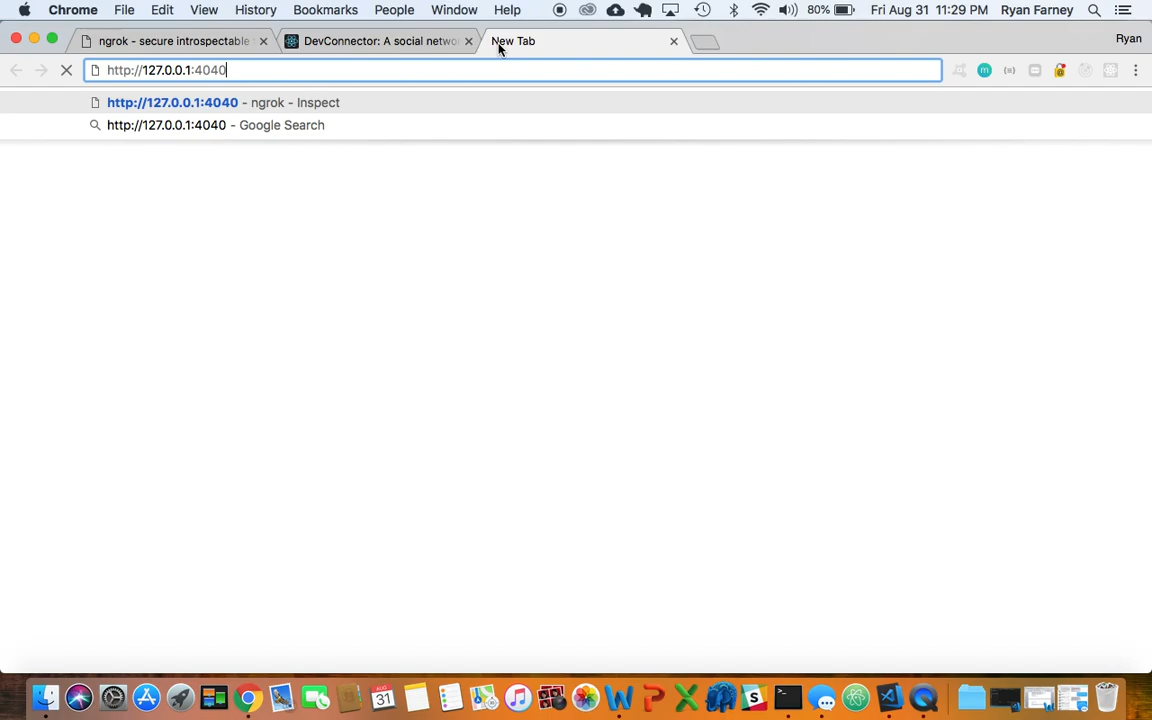 Chrome File Edit View History Bookmarks People Window Help 80% Fri Aug 31 11:29 PM Ryan Farney
ngrok - secure introspectable DevConnector: A social netwo New Tab Ryan
http://127.0.0.1:4040
http://127.0.0.1:4040 - ngrok - Inspect
http://127.0.0.1:4040 - Google Search